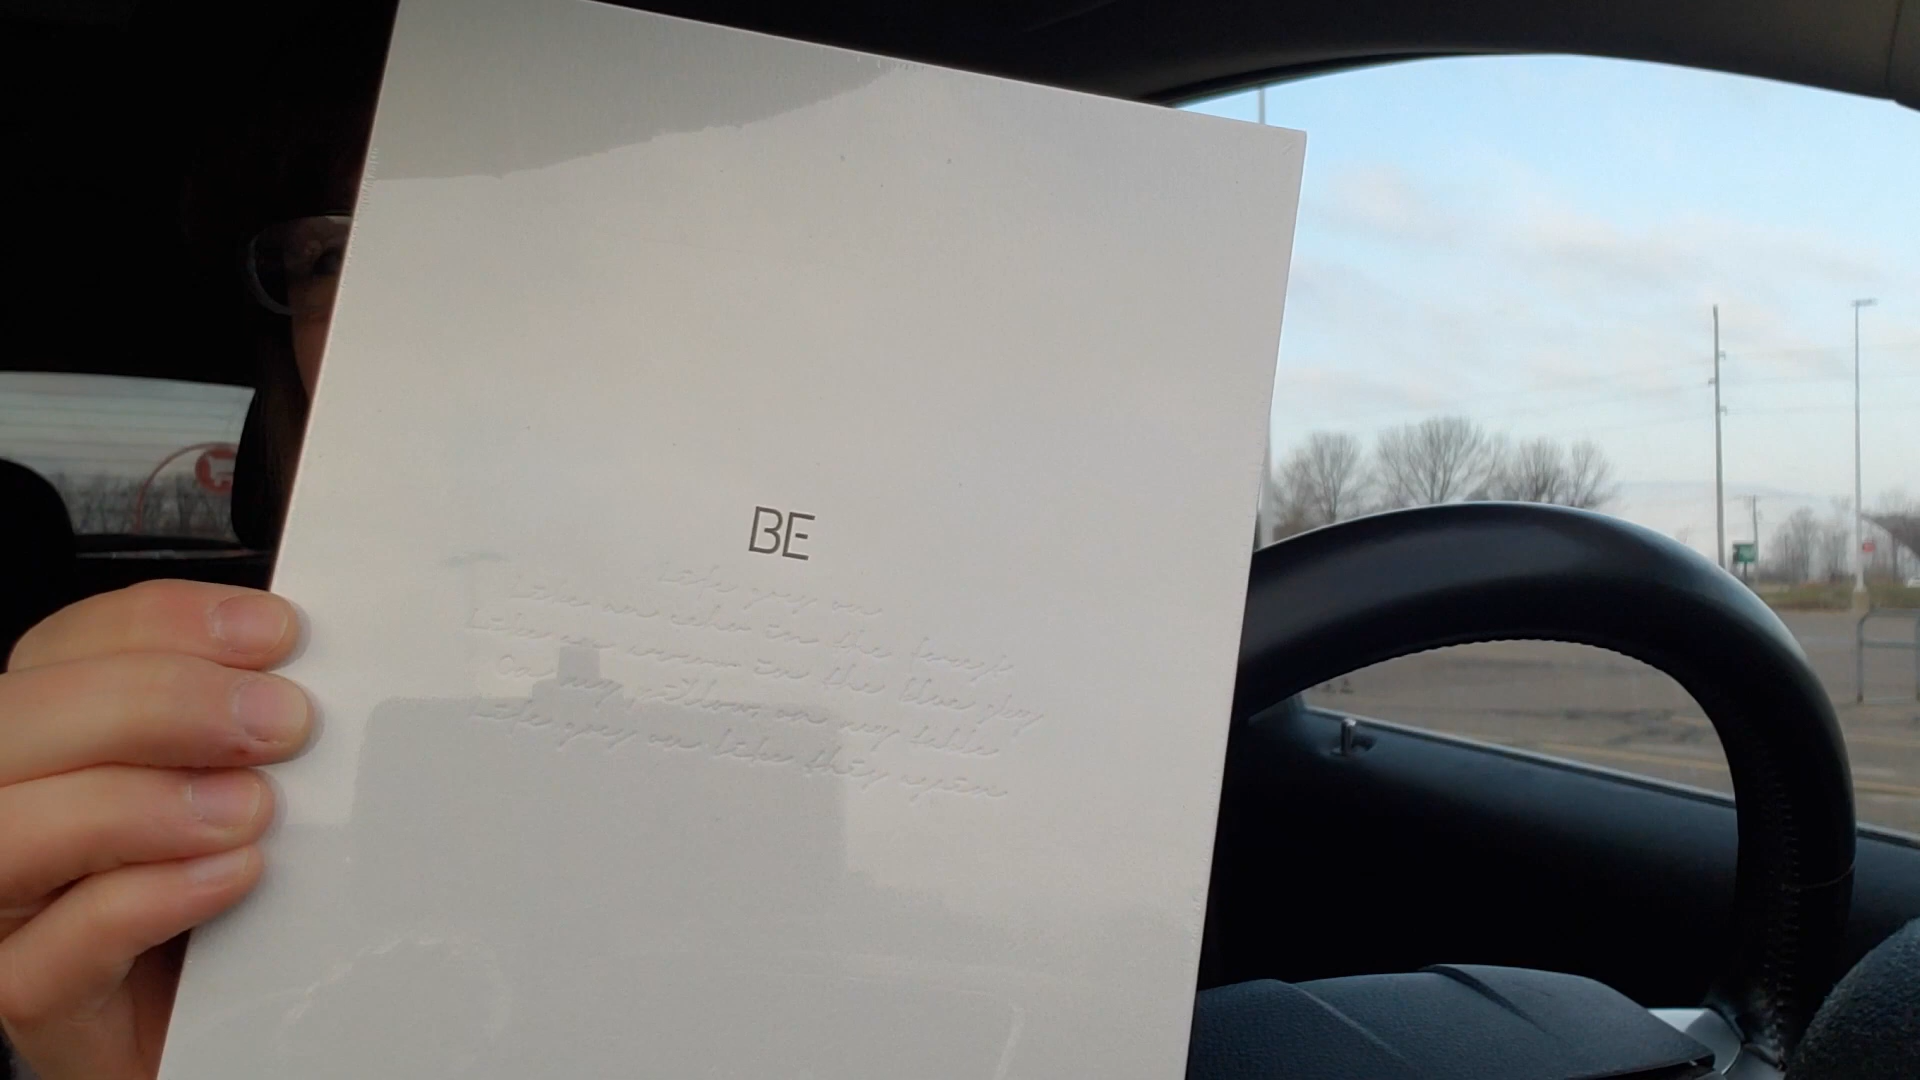 BE
Life goes on
Like an echo in the forest
Like an arrow in the blue sky
On my pillow, on my table
Life goes on like this again